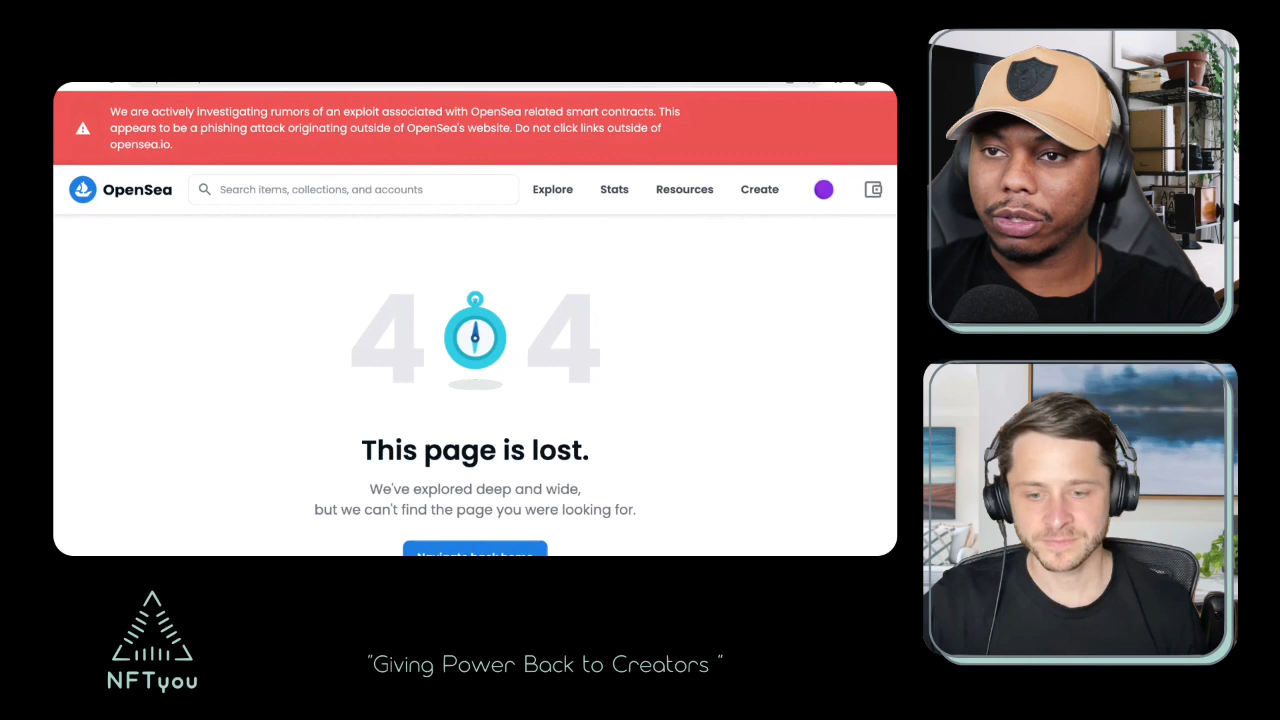 We are actively investigating rumors of an exploit associated with OpenSea related smart contracts. This
appears to be a phishing attack originating outside of OpenSea's website. Do not click links outside of
opensea.io.
OpenSea
Search items, collections, and accounts
Explore
Stats
Resources
Create
4 4
This page is lost.
We've explored deep and wide,
but we can't find the page you were looking for.
Navigate back home
NFTyou
"Giving Power Back to Creators "